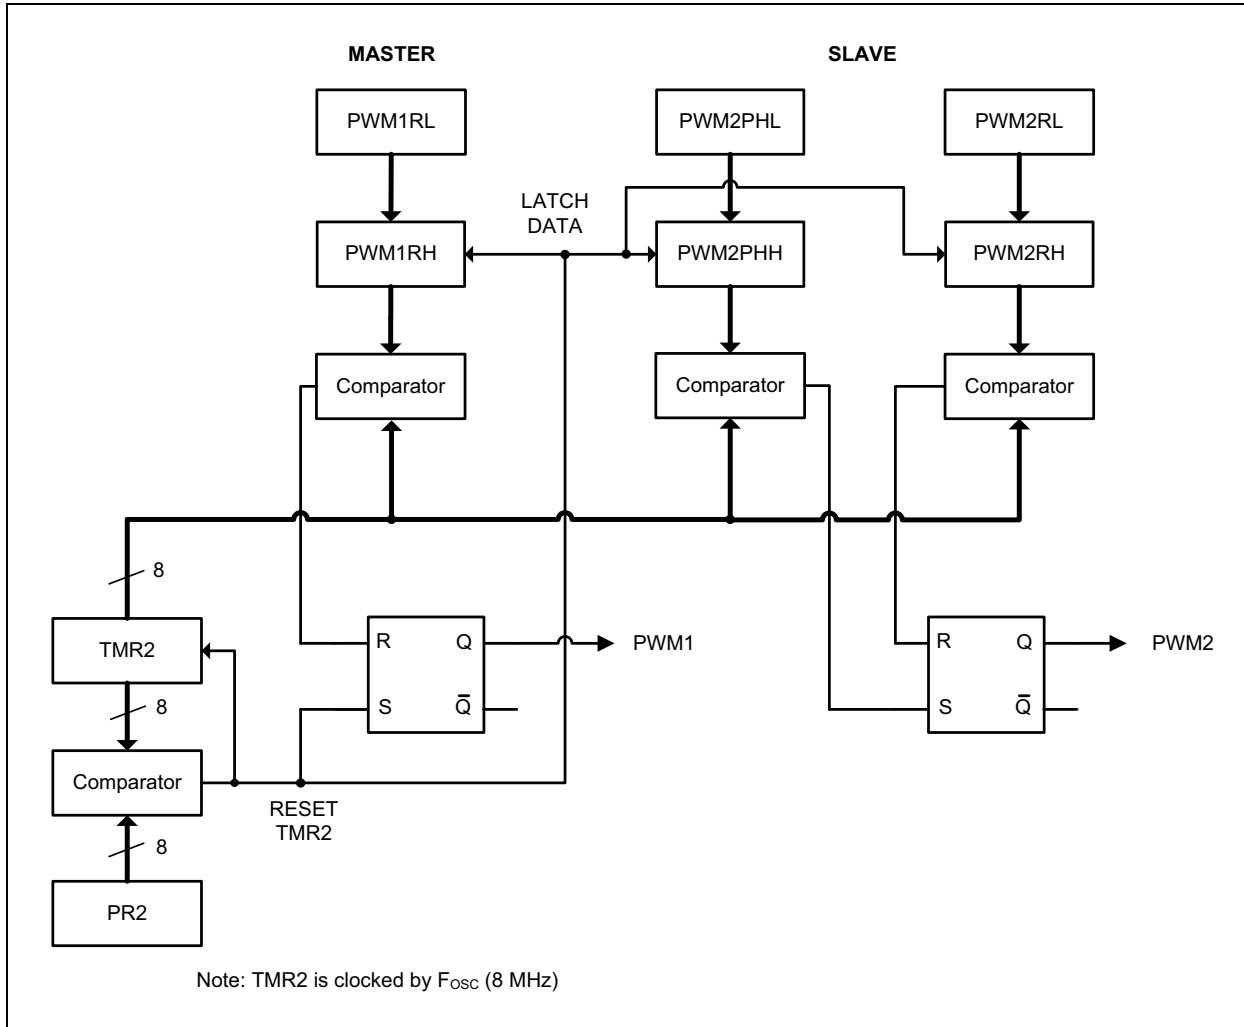 MASTER
SLAVE
PWM1RL
PWM2PHL
PWM2RL
LATCH
DATA
PWM1RH
PWM2PHH
PWM2RH
Comparator
Comparator
Comparator
8
TMR2
R
Q
PWM1
S
Q̅
R
Q
PWM2
S
Q̅
8
Comparator
RESET
TMR2
8
PR2
Note: TMR2 is clocked by FOSC (8 MHz)